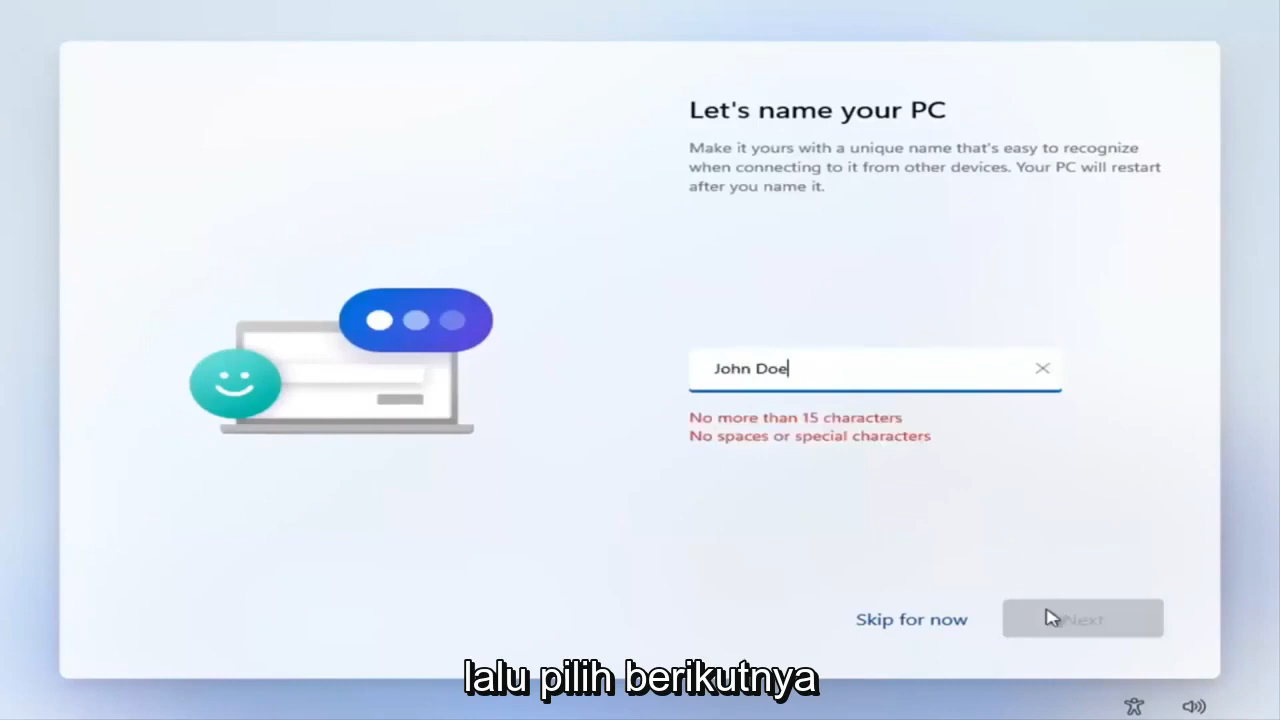 Let's name your PC
Make it yours with a unique name that's easy to recognize
when connecting to it from other devices. Your PC will restart
after you name it.
John Doe
No more than 15 characters
No spaces or special characters
Skip for now
Next
lalu pilih berikutnya